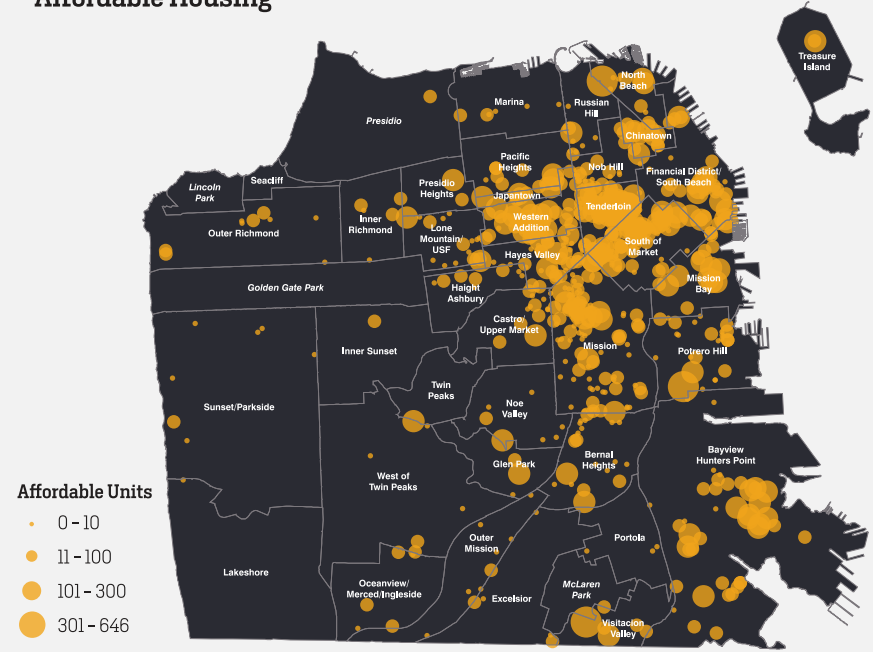 Affordable Housing
Treasure
Island
North
Beach
Marina
Russian
Hill
Presidio
Chinatown
Pacific
Heights
Nob Hill
Financial District/
South Beach
Seacliff
Lincoln
Park
Presidio
Heights
Japantown
Tenderloin
Outer Richmond
Inner
Richmond
Lone
Mountain/
USF
Western
Addition
South of
Market
Hayes Valley
Golden Gate Park
Haight
Ashbury
Mission
Bay
Castro/
Upper Market
Inner Sunset
Mission
Potrero Hill
Twin
Peaks
Sunset/Parkside
Noe
Valley
Bayview
Hunters Point
Glen Park
Bernal
Heights
West of
Twin Peaks
Affordable Units
0 – 10
11 – 100
101 – 300
301 – 646
Outer
Mission
Portola
Lakeshore
Oceanview/
Merced/Ingleside
McLaren
Park
Excelsior
Visitacion
Valley